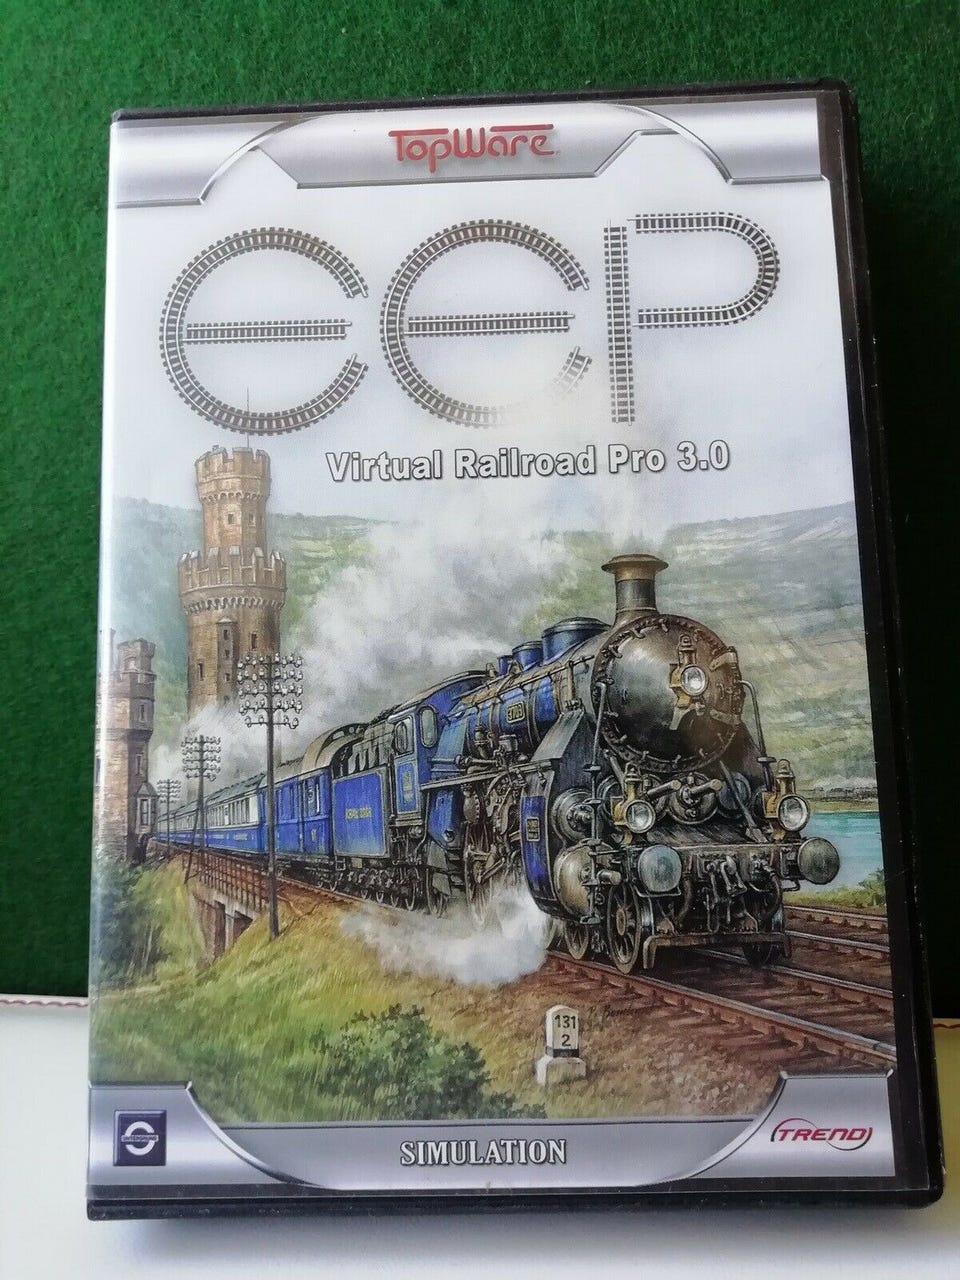 TopWare
eep
Virtual Railroad Pro 3.0
131
2
SIMULATION
TREND